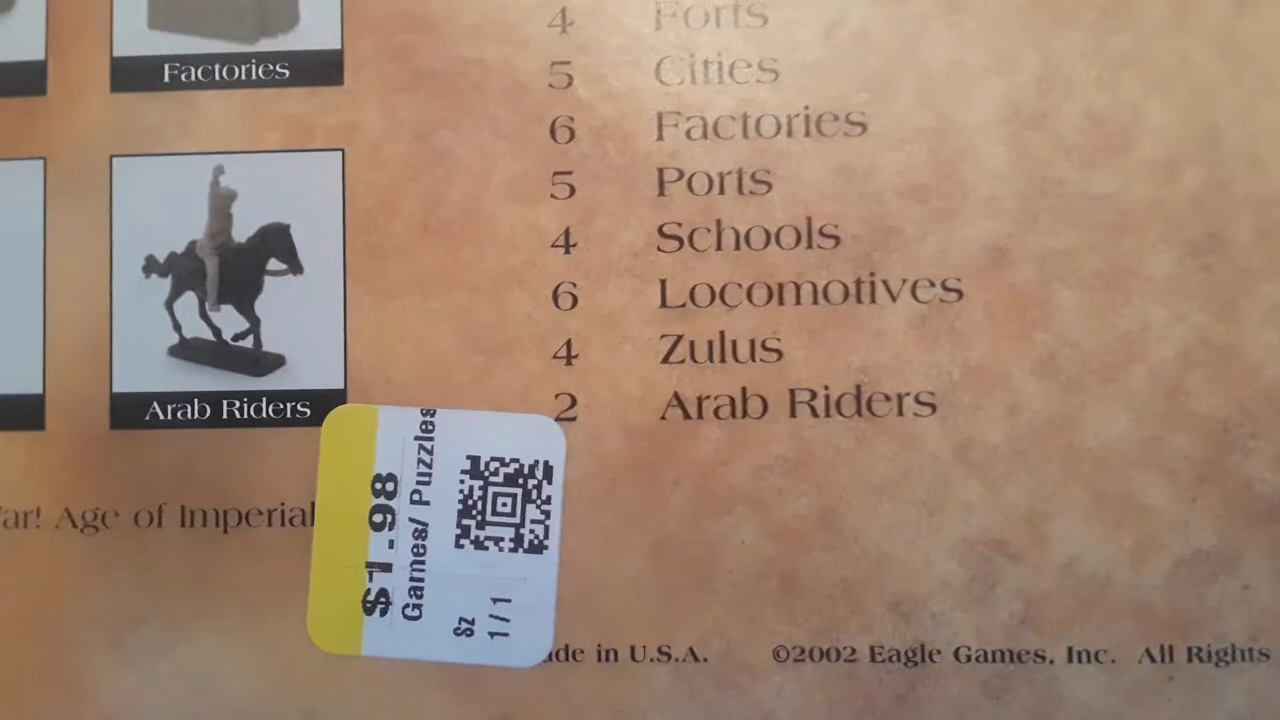 Factories
4 Forts
5 Cities
6 Factories
5 Ports
4 Schools
6 Locomotives
4 Zulus
2 Arab Riders
Arab Riders
Age of Imperial
$1.98
Games/ Puzzles
Sz
1/1
in U.S.A.
©2002 Eagle Games, Inc. All Rights